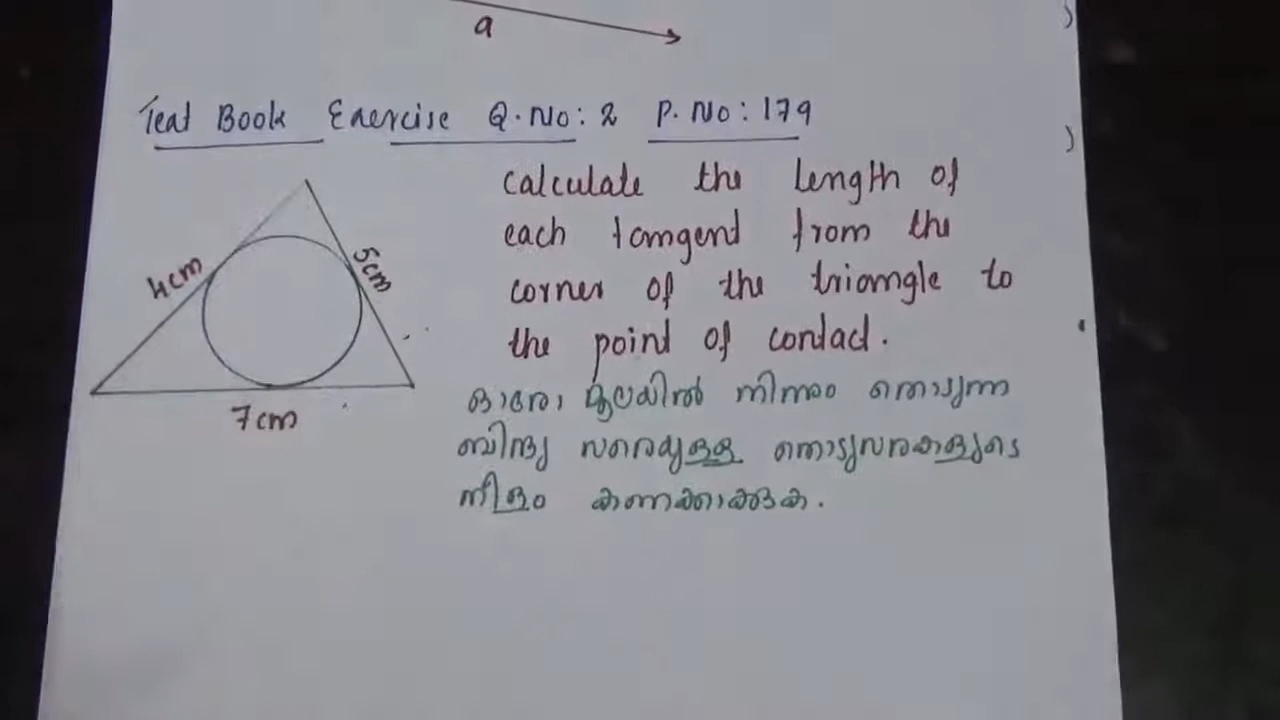 a
Text Book Exercise Q.No: 2 P.No: 179
Calculate the length of
each tangent from the
corner of the triangle to
the point of contact.
4cm
5cm
7cm
ഓരോ മൂലയിൽ നിന്നും തൊടുന്ന
ബിന്ദു വരെയുള്ള തൊടുവരകളുടെ
നീളം കണക്കാക്കുക.